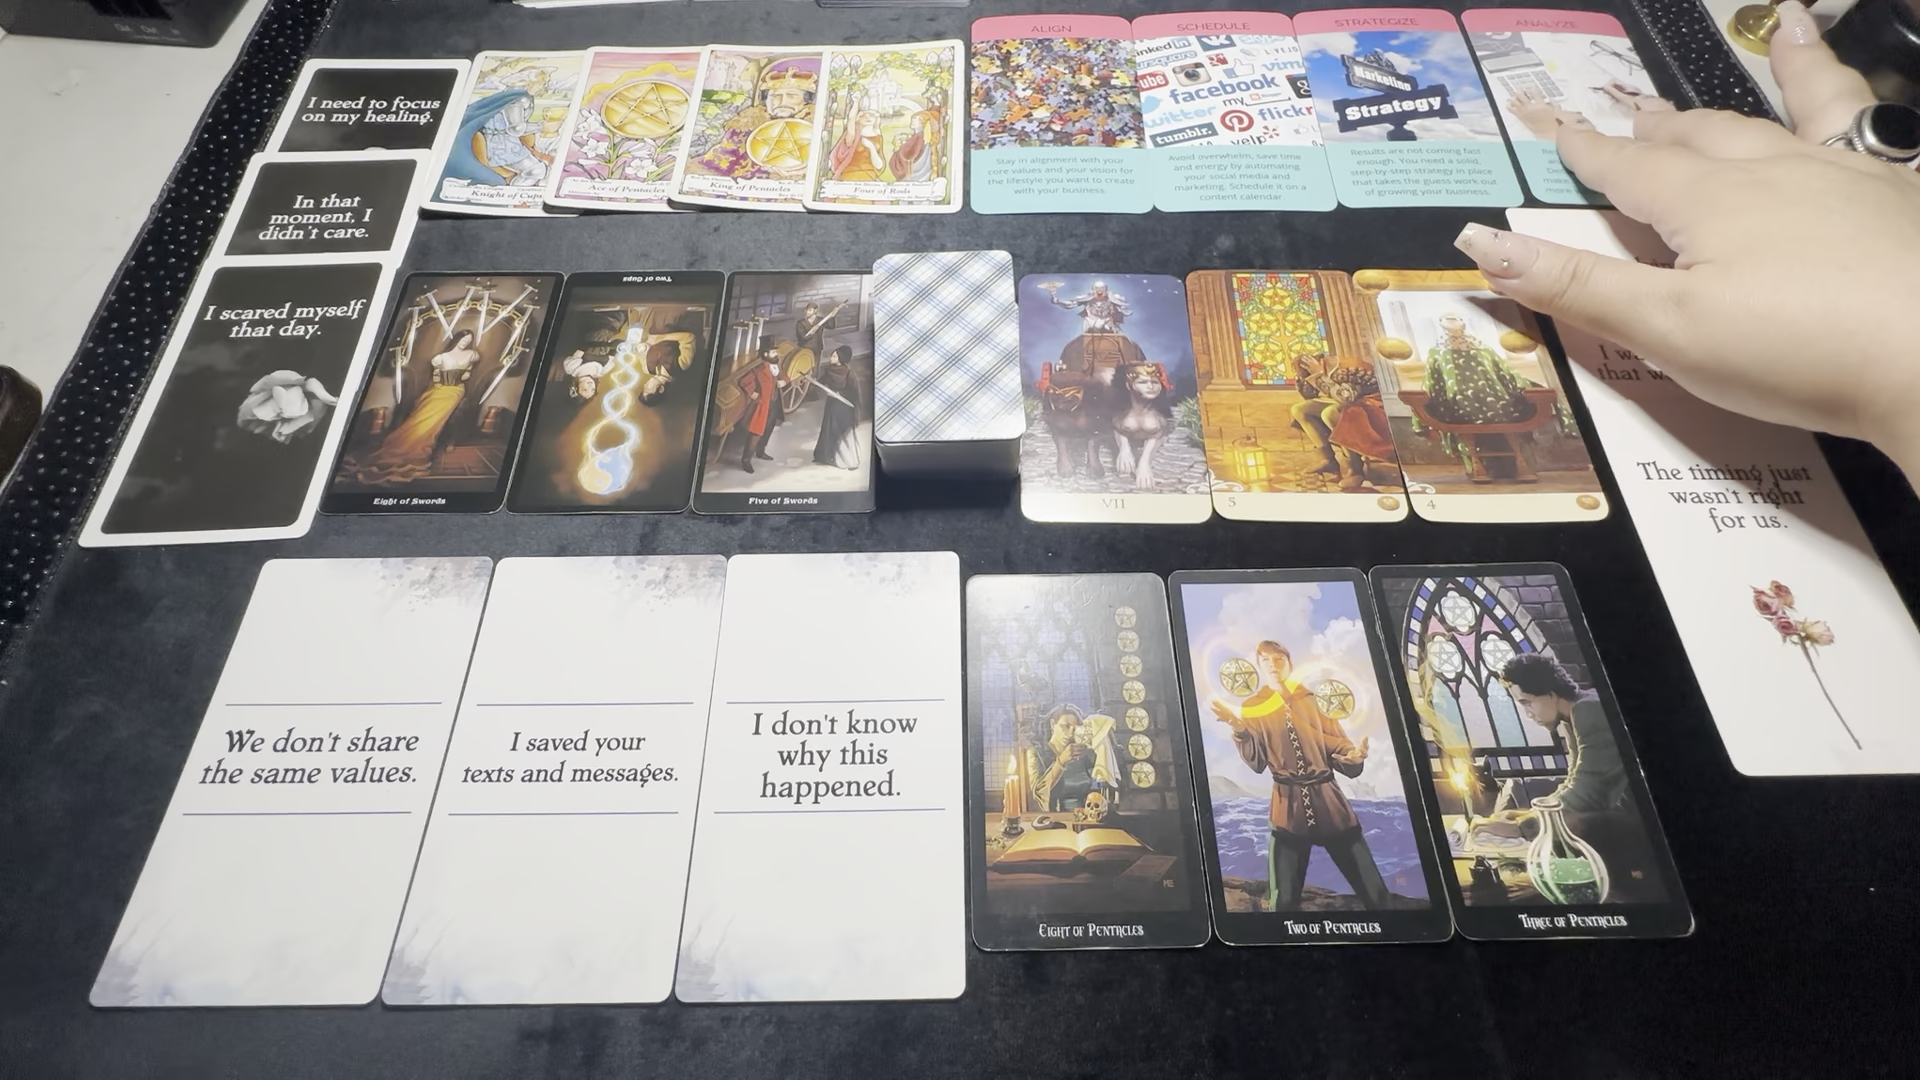 I need to focus
on my healing.
In that
moment, I
didn't care.
I scared myself
that day.
Knight of Cups
Ace of Pentacles
King of Pentacles
Four of Rods
ALIGN
Stay in alignment with your
core values and your vision for
the lifestyle you want to create
with your business.
SCHEDULE
facebook
twitter
flickr
tumblr.
yelp
Avoid overwhelm, save time
and energy by automating
your social media and
marketing. Schedule it on a
content calendar.
STRATEGIZE
Marketing
Strategy
Results are not coming fast
enough. You need a solid,
step-by-step strategy in place
that takes the guess work out
of growing your business.
ANALYZE
Eight of Swords
Two of Cups
Five of Swords
VII
5
4
The timing just
wasn't right
for us.
We don't share
the same values.
I saved your
texts and messages.
I don't know
why this
happened.
EIGHT OF PENTACLES
TWO OF PENTACLES
THREE OF PENTACLES